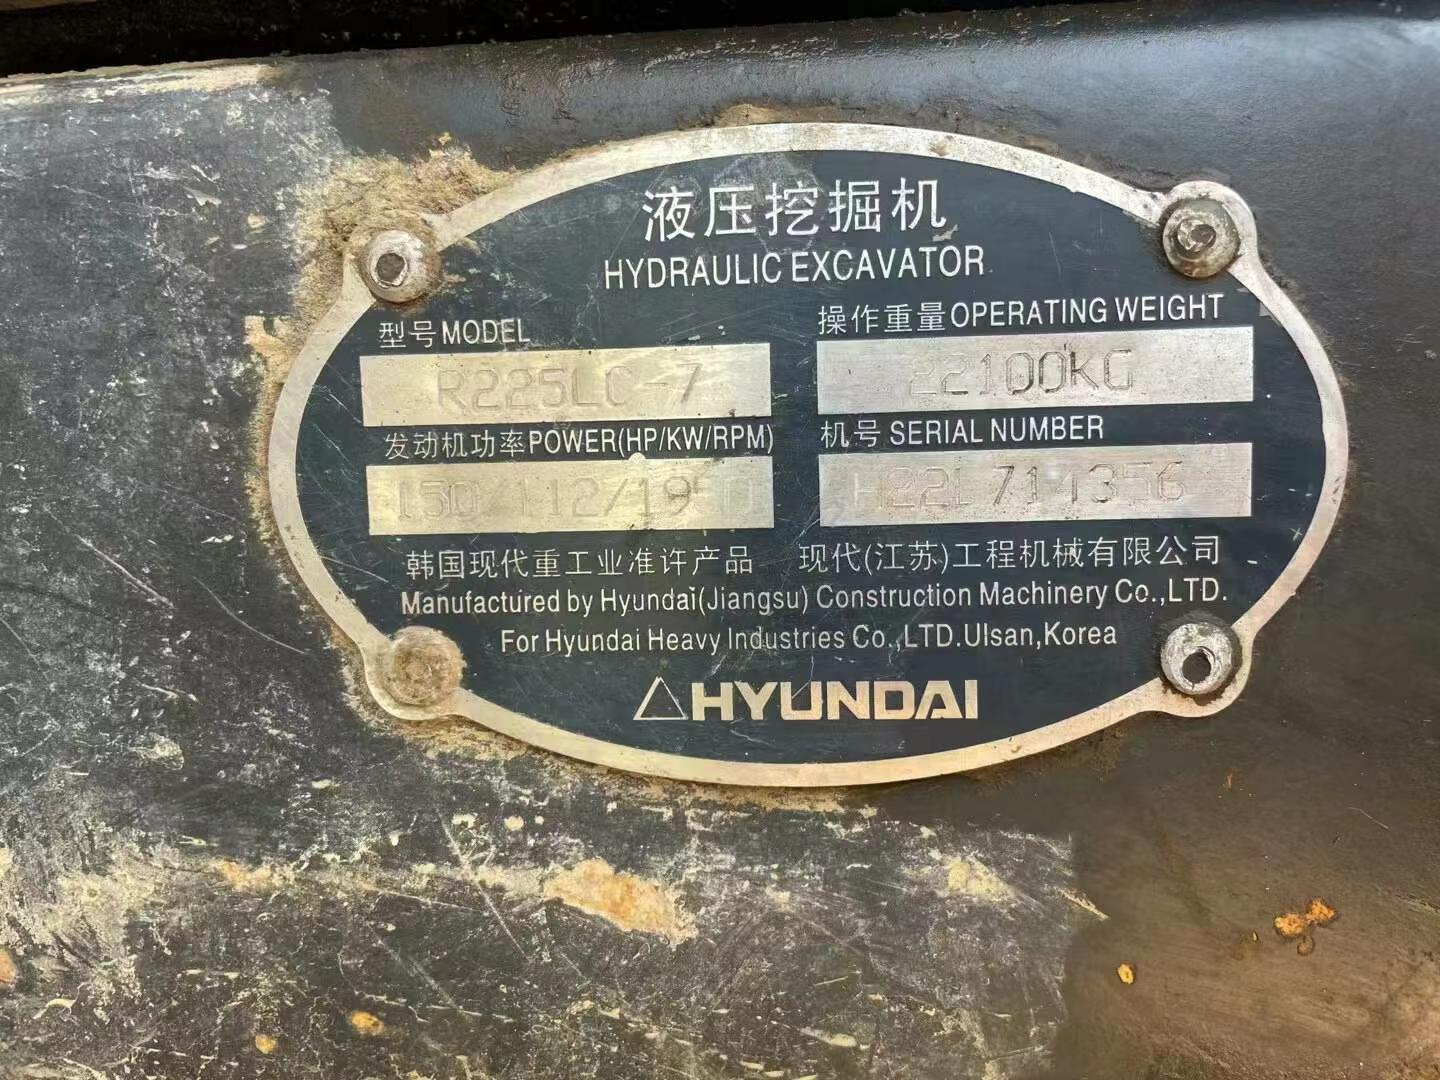 液压挖掘机
HYDRAULIC EXCAVATOR
型号 MODEL
R225LC-7
操作重量 OPERATING WEIGHT
22100KG
发动机功率 POWER(HP/KW/RPM)
150/112/1950
机号 SERIAL NUMBER
韩国现代重工业准许产品 现代(江苏)工程机械有限公司
Manufactured by Hyundai(Jiangsu) Construction Machinery Co.,LTD.
For Hyundai Heavy Industries Co.,LTD.Ulsan,Korea
HYUNDAI